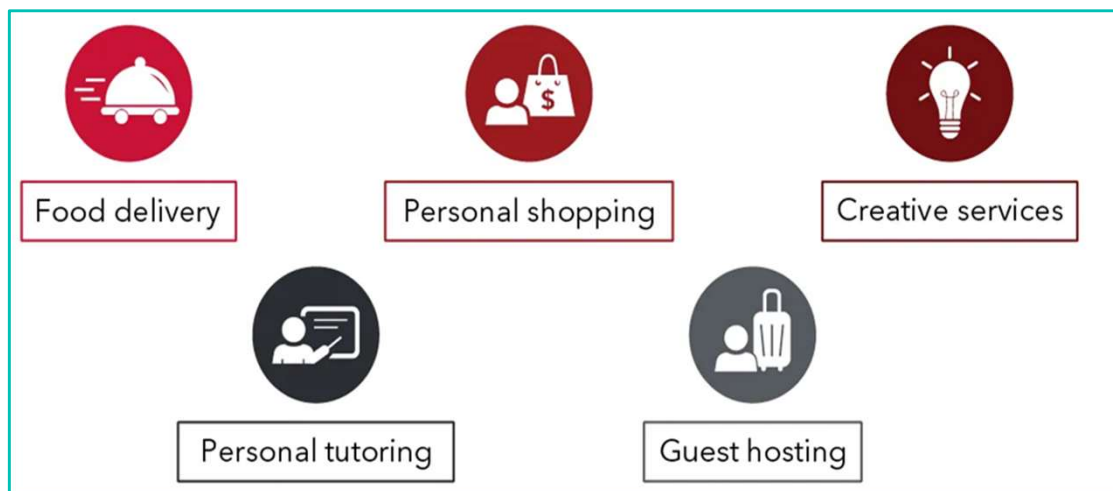 $
Food delivery
Personal shopping
Creative services
Personal tutoring
Guest hosting